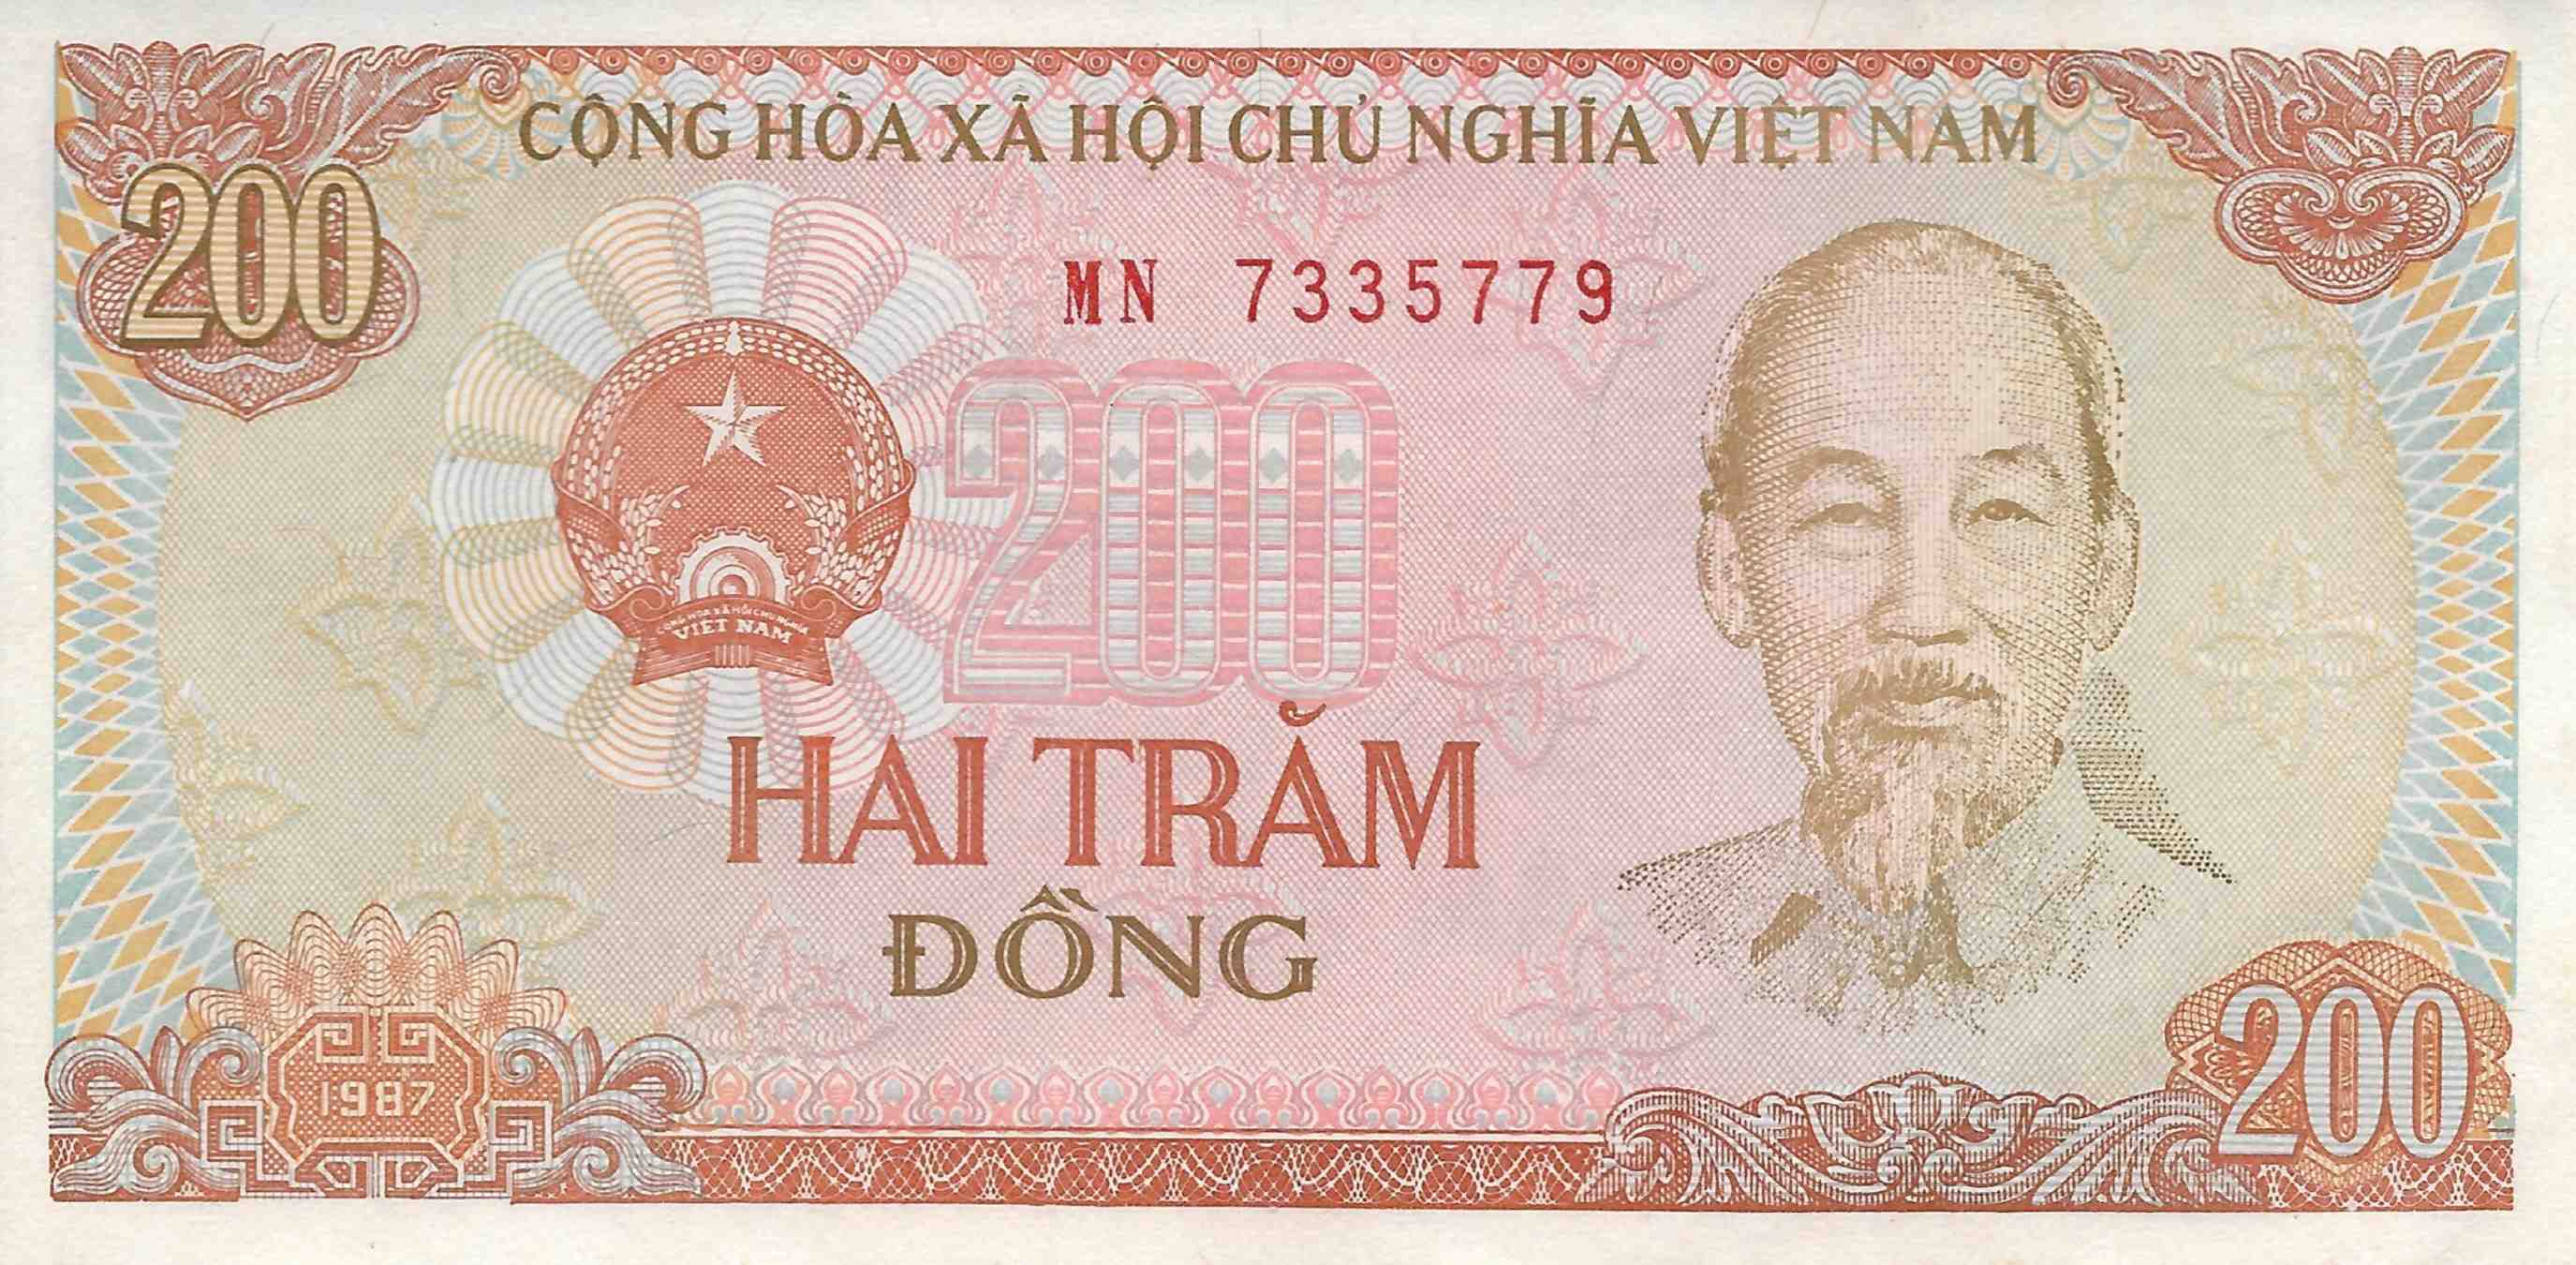 CỘNG HÒA XÃ HỘI CHỦ NGHĨA VIỆT NAM
200
MN 7335779
200
CỘNG HÒA XÃ HỘI CHỦ NGHĨA
VIỆT NAM
HAI TRĂM
ĐỒNG
1987
200